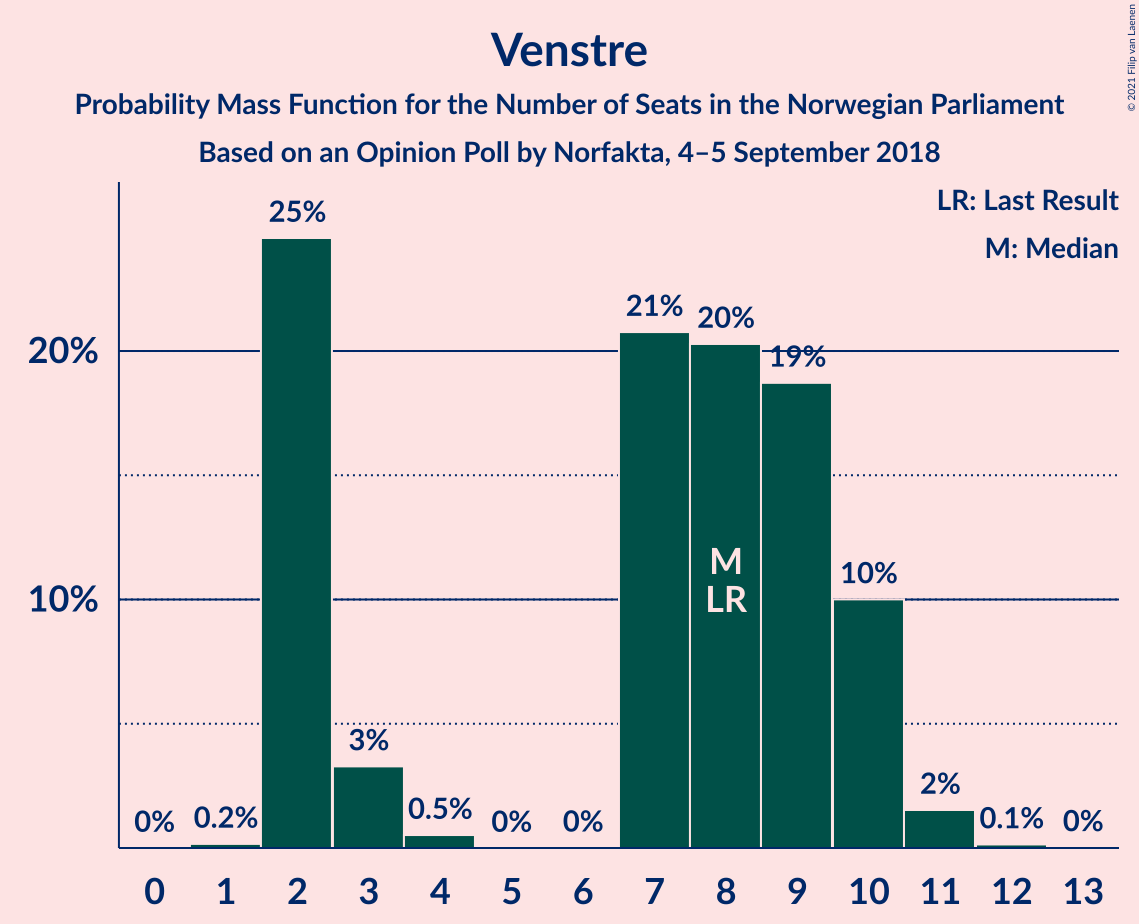 Venstre
Probability Mass Function for the Number of Seats in the Norwegian Parliament
Based on an Opinion Poll by Norfakta, 4–5 September 2018
© 2021 Filip van Laenen
LR: Last Result
M: Median
25%
21%
20%
19%
20%
M
LR
10%
10%
3%
2%
0%
0.2%
0.5%
0%
0%
0.1%
0%
0 1 2 3 4 5 6 7 8 9 10 11 12 13